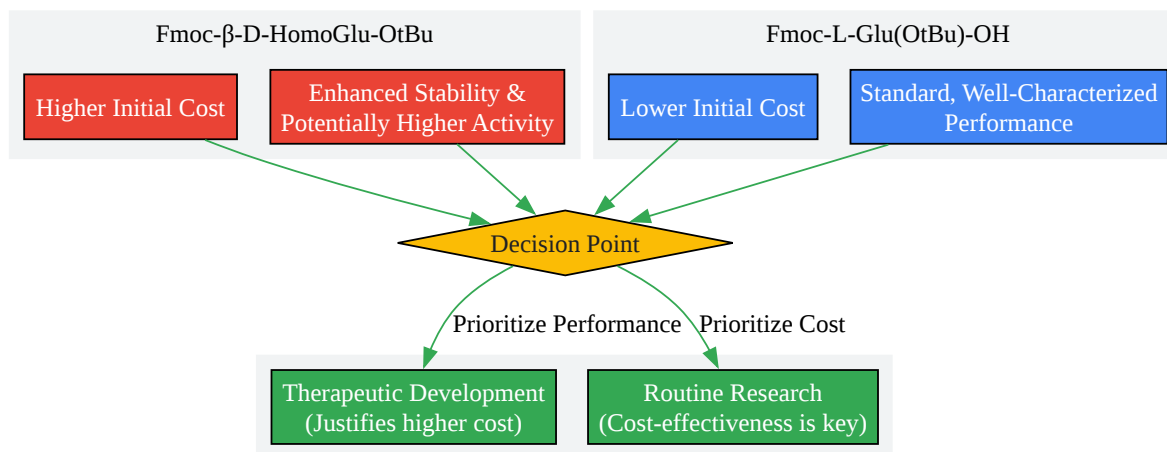 Fmoc-β-D-HomoGlu-OtBu
Fmoc-L-Glu(OtBu)-OH
Higher Initial Cost
Enhanced Stability &
Potentially Higher Activity
Lower Initial Cost
Standard, Well-Characterized
Performance
Decision Point
Prioritize Performance
Prioritize Cost
Therapeutic Development
(Justifies higher cost)
Routine Research
(Cost-effectiveness is key)